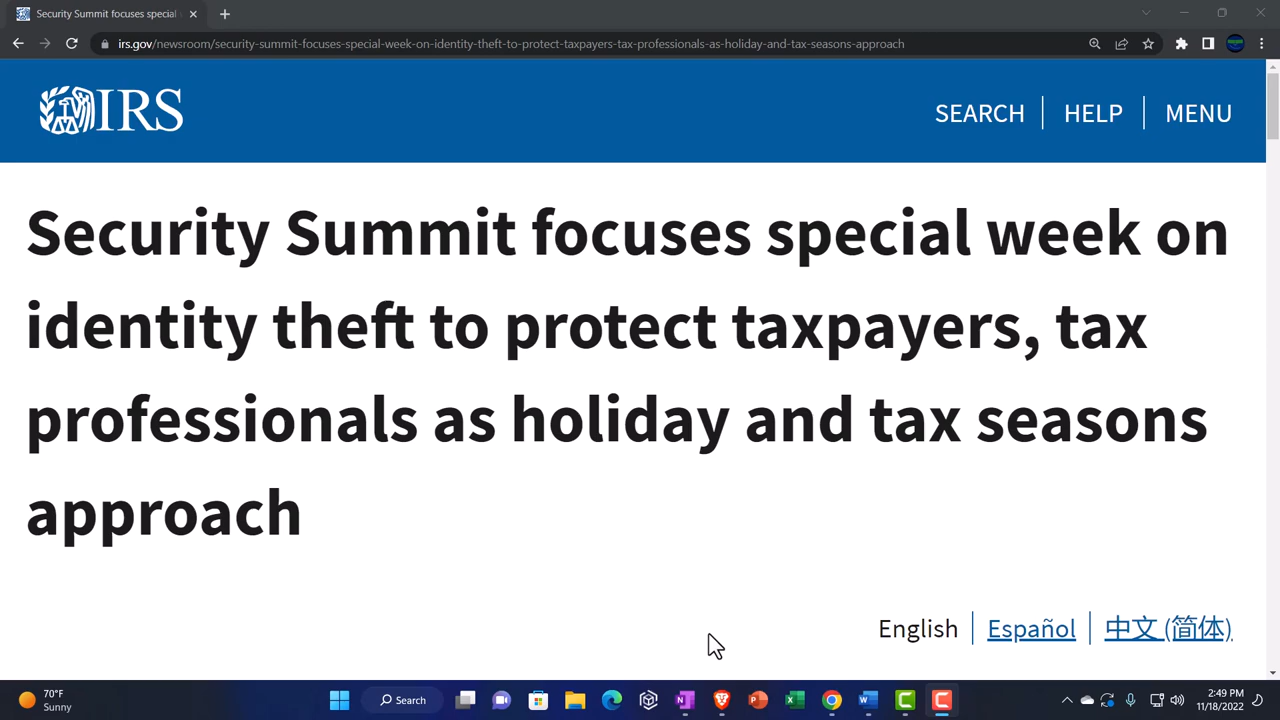 Security Summit focuses special
irs.gov/newsroom/security-summit-focuses-special-week-on-identity-theft-to-protect-taxpayers-tax-professionals-as-holiday-and-tax-seasons-approach
IRS
SEARCH
HELP
MENU
Security Summit focuses special week on
identity theft to protect taxpayers, tax
professionals as holiday and tax seasons
approach
English
Español
中文 (简体)
70°F
Sunny
Search
2:49 PM
11/18/2022